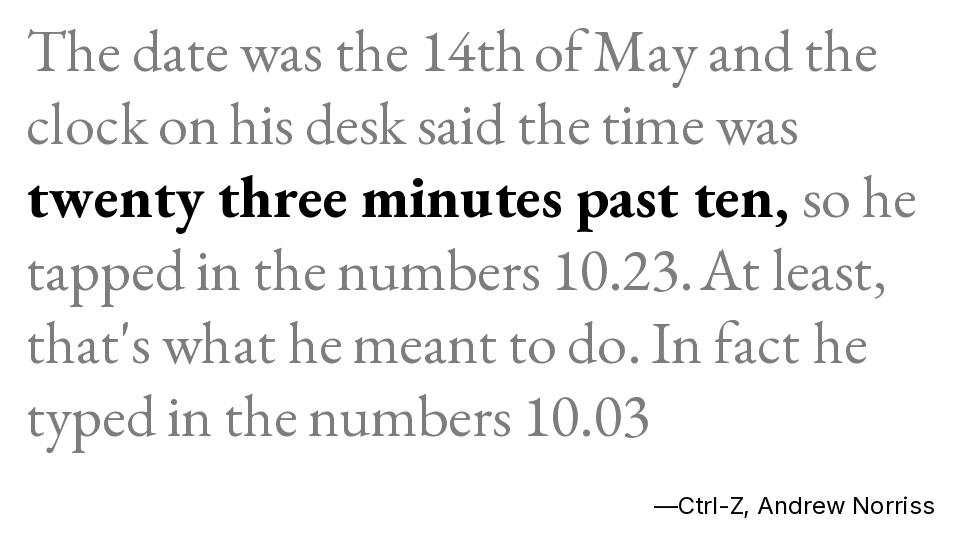 The date was the 14th of May and the
clock on his desk said the time was
twenty three minutes past ten, so he
tapped in the numbers 10.23. At least,
that's what he meant to do. In fact he
typed in the numbers 10.03
—Ctrl-Z, Andrew Norriss